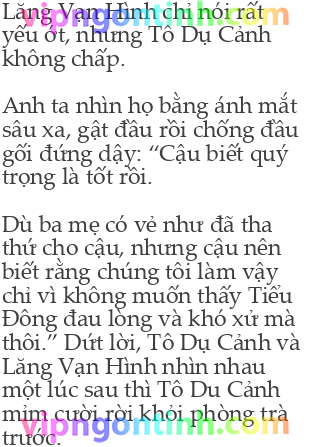 Lăng Vạn Hình chỉ nói rất
yếu ớt, nhưng Tô Dụ Cảnh
không chấp.
Anh ta nhìn họ bằng ánh mắt
sâu xa, gật đầu rồi chống đầu
gối đứng dậy: “Cậu biết quý
trọng là tốt rồi.
Dù ba mẹ có vẻ như đã tha
thứ cho cậu, nhưng cậu nên
biết rằng chúng tôi làm vậy
chỉ vì không muốn thấy Tiểu
Đông đau lòng và khó xử mà
thôi.” Dứt lời, Tô Dụ Cảnh và
Lăng Vạn Hình nhìn nhau
một lúc sau thì Tô Dụ Cảnh
mỉm cười rời khỏi phòng trà
trước.
vipngontinh.com
vipngontinh.com